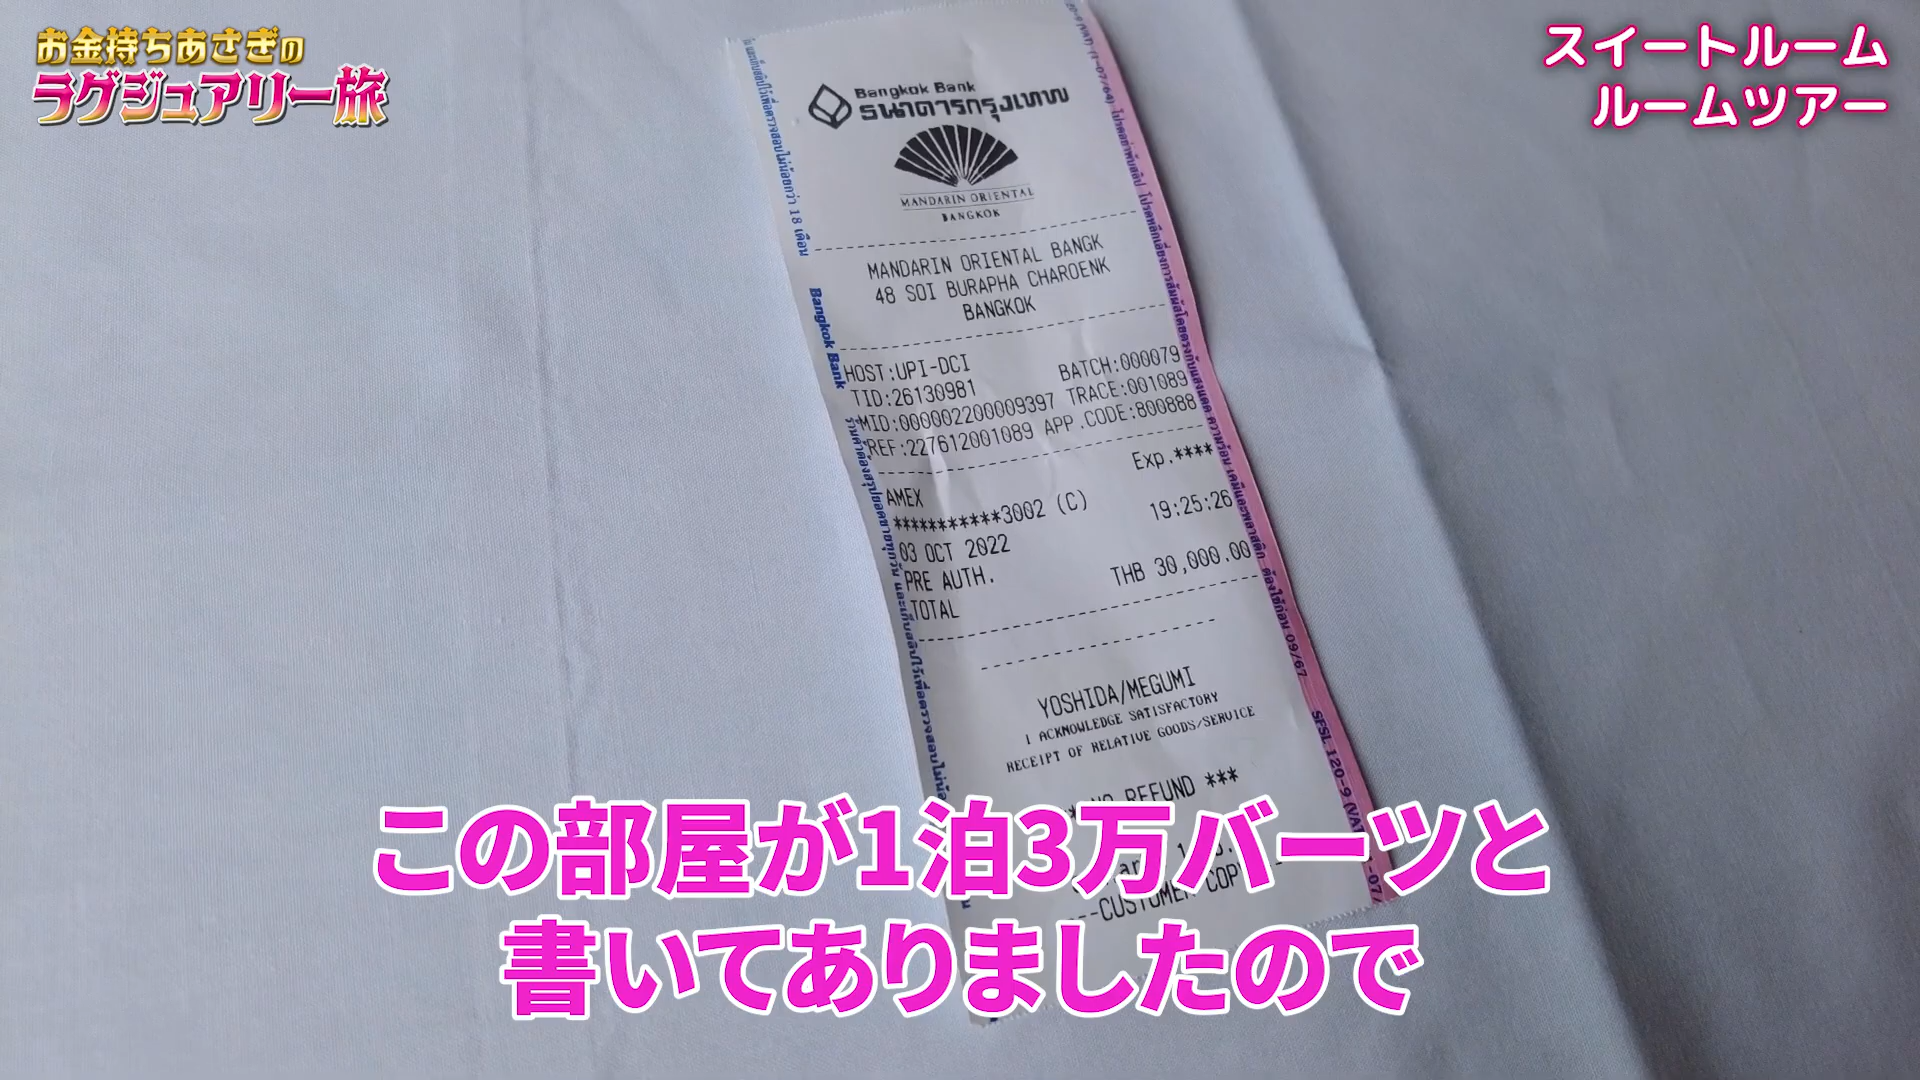 お金持ちあさぎの
ラグジュアリー旅
スイートルーム
ルームツアー
Bangkok Bank
ธนาคารกรุงเทพ
MANDARIN ORIENTAL
BANGKOK
MANDARIN ORIENTAL BANGK
48 SOI BURAPHA CHAROENK
BANGKOK
HOST:UPI-DCI
TID:26130981 BATCH:000079
MID:000002200009397 TRACE:001089
REF:227612001089 APP.CODE:800888
Exp.****
AMEX
***********3002 (C)
03 OCT 2022 19:25:26
PRE AUTH.
TOTAL THB 30,000.00
YOSHIDA/MEGUMI
I ACKNOWLEDGE SATISFACTORY
RECEIPT OF RELATIVE GOODS/SERVICE
NO REFUND ***
CUSTOMER COPY
Bangkok Bank
SFSL 120-9
この部屋が1泊3万バーツと
書いてありましたので